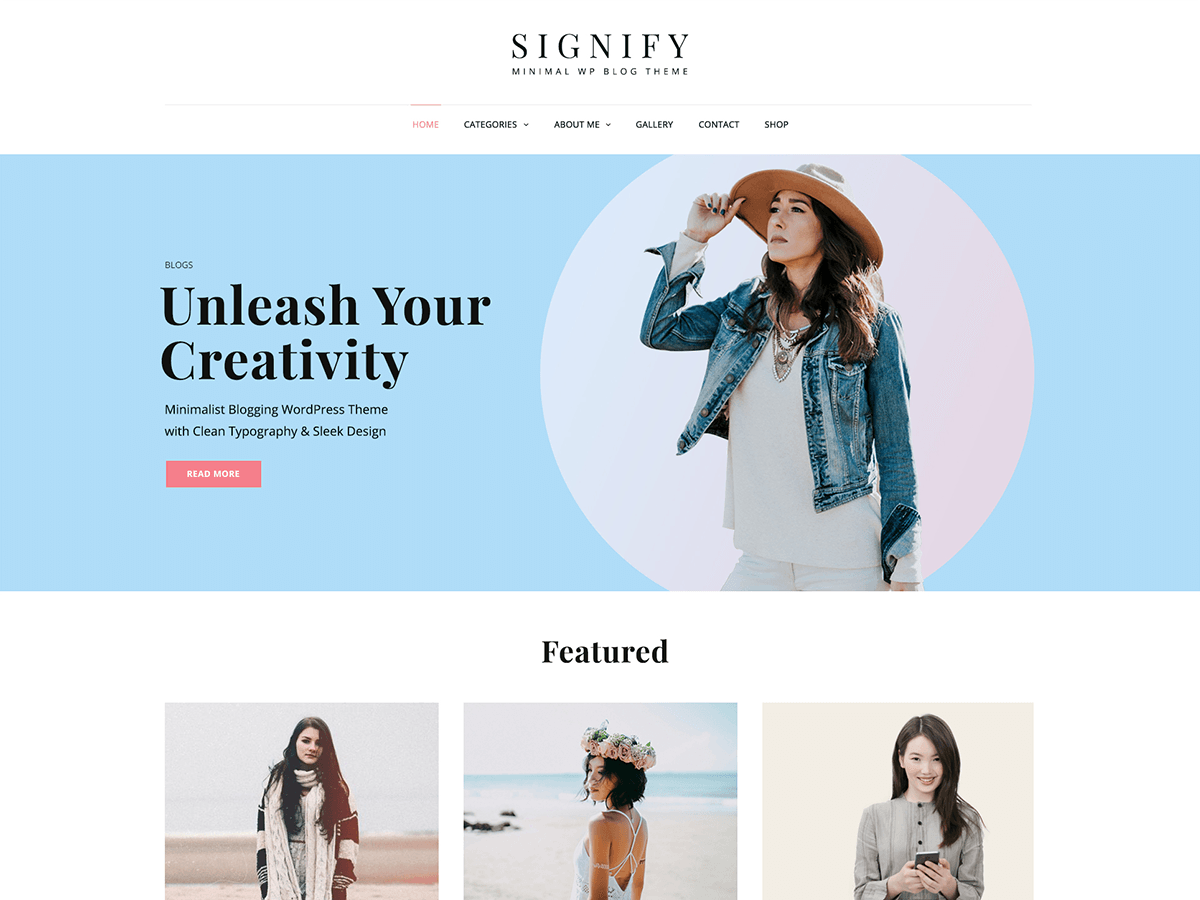 SIGNIFY
MINIMAL WP BLOG THEME
HOME CATEGORIES ABOUT ME GALLERY CONTACT SHOP
BLOGS
Unleash Your
Creativity
Minimalist Blogging WordPress Theme
with Clean Typography & Sleek Design
READ MORE
Featured